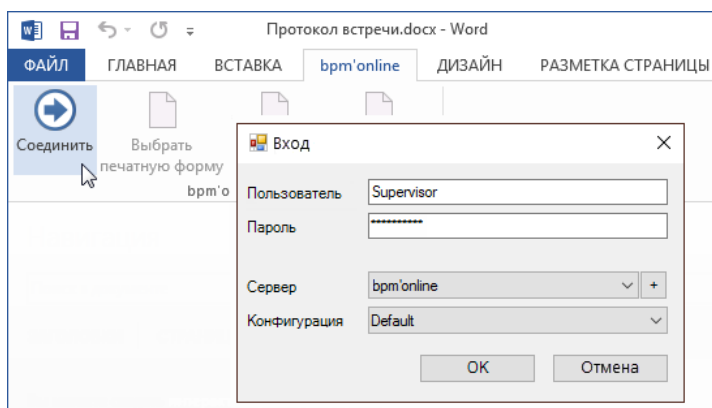 Протокол встречи.docx - Word
ФАЙЛ ГЛАВНАЯ ВСТАВКА bpm'online ДИЗАЙН РАЗМЕТКА СТРАНИЦЫ
Соединить
Выбрать
печатную форму
bpm'o
Вход
Пользователь Supervisor
Пароль **********
Сервер bpm'online +
Конфигурация Default
OK Отмена